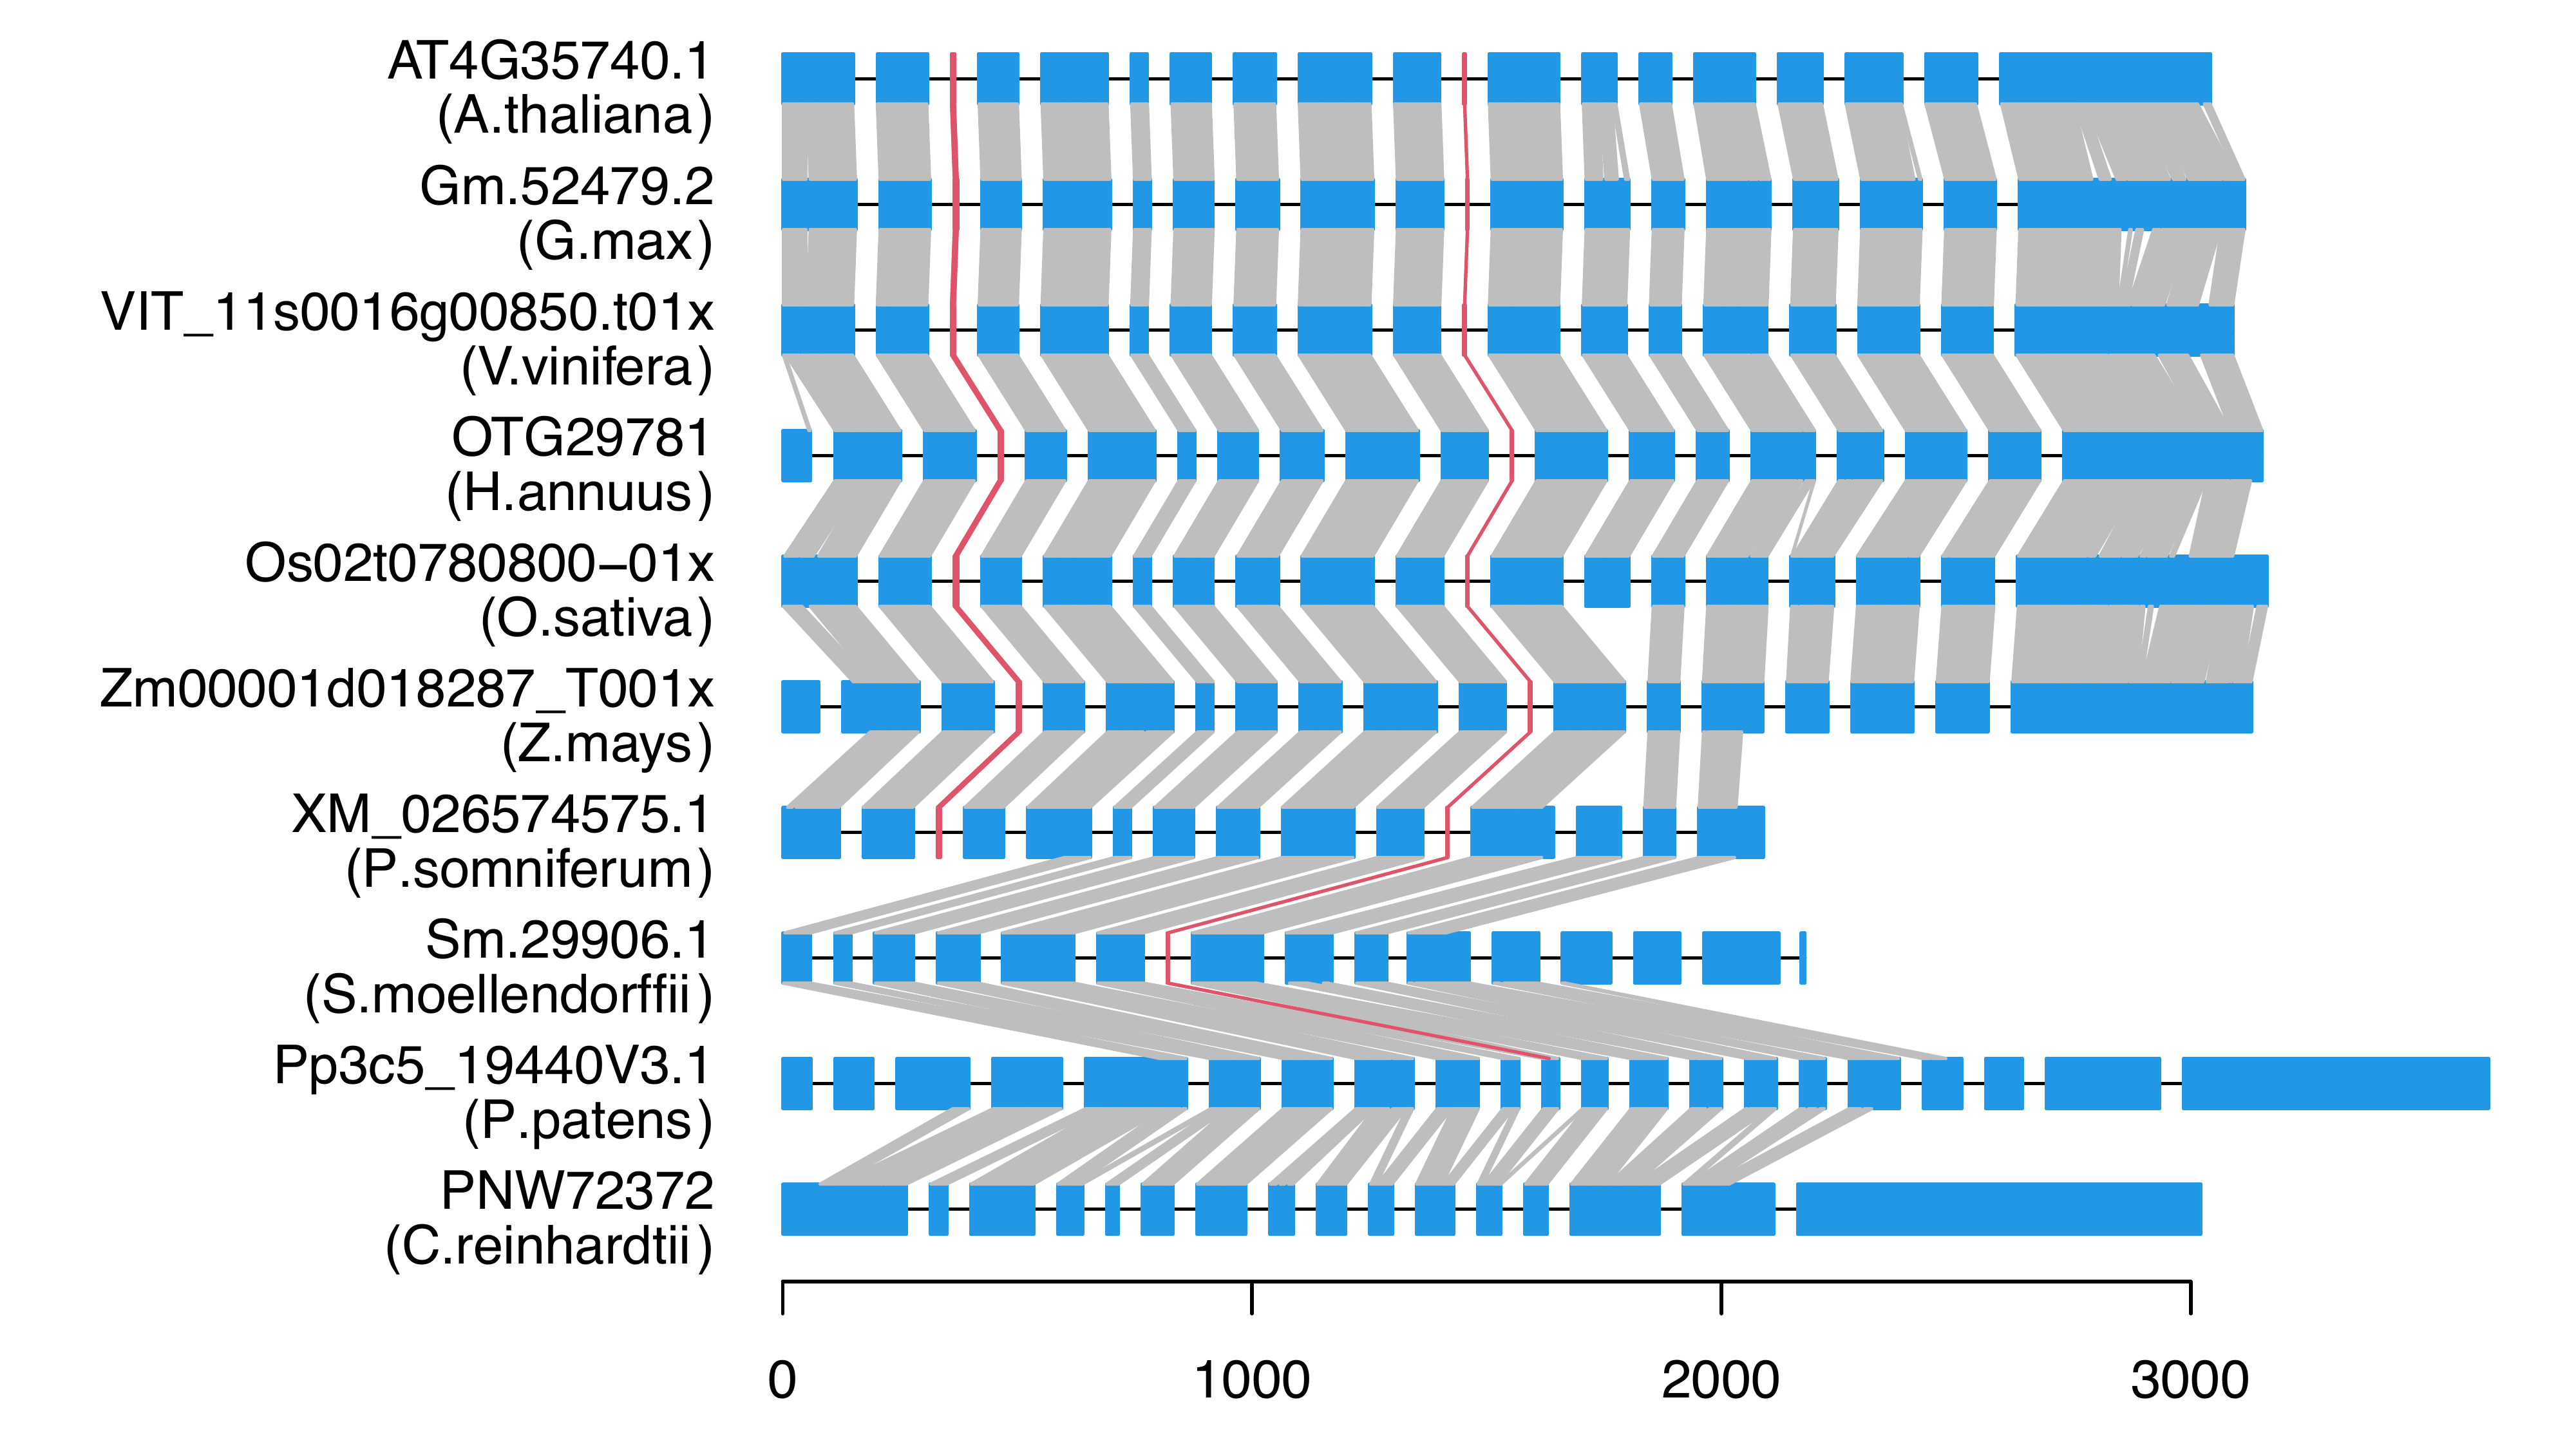 AT4G35740.1
(A.thaliana)
Gm.52479.2
(G.max)
VIT_11s0016g00850.t01x
(V.vinifera)
OTG29781
(H.annuus)
Os02t0780800−01x
(O.sativa)
Zm00001d018287_T001x
(Z.mays)
XM_026574575.1
(P.somniferum)
Sm.29906.1
(S.moellendorffii)
Pp3c5_19440V3.1
(P.patens)
PNW72372
(C.reinhardtii)
0 1000 2000 3000